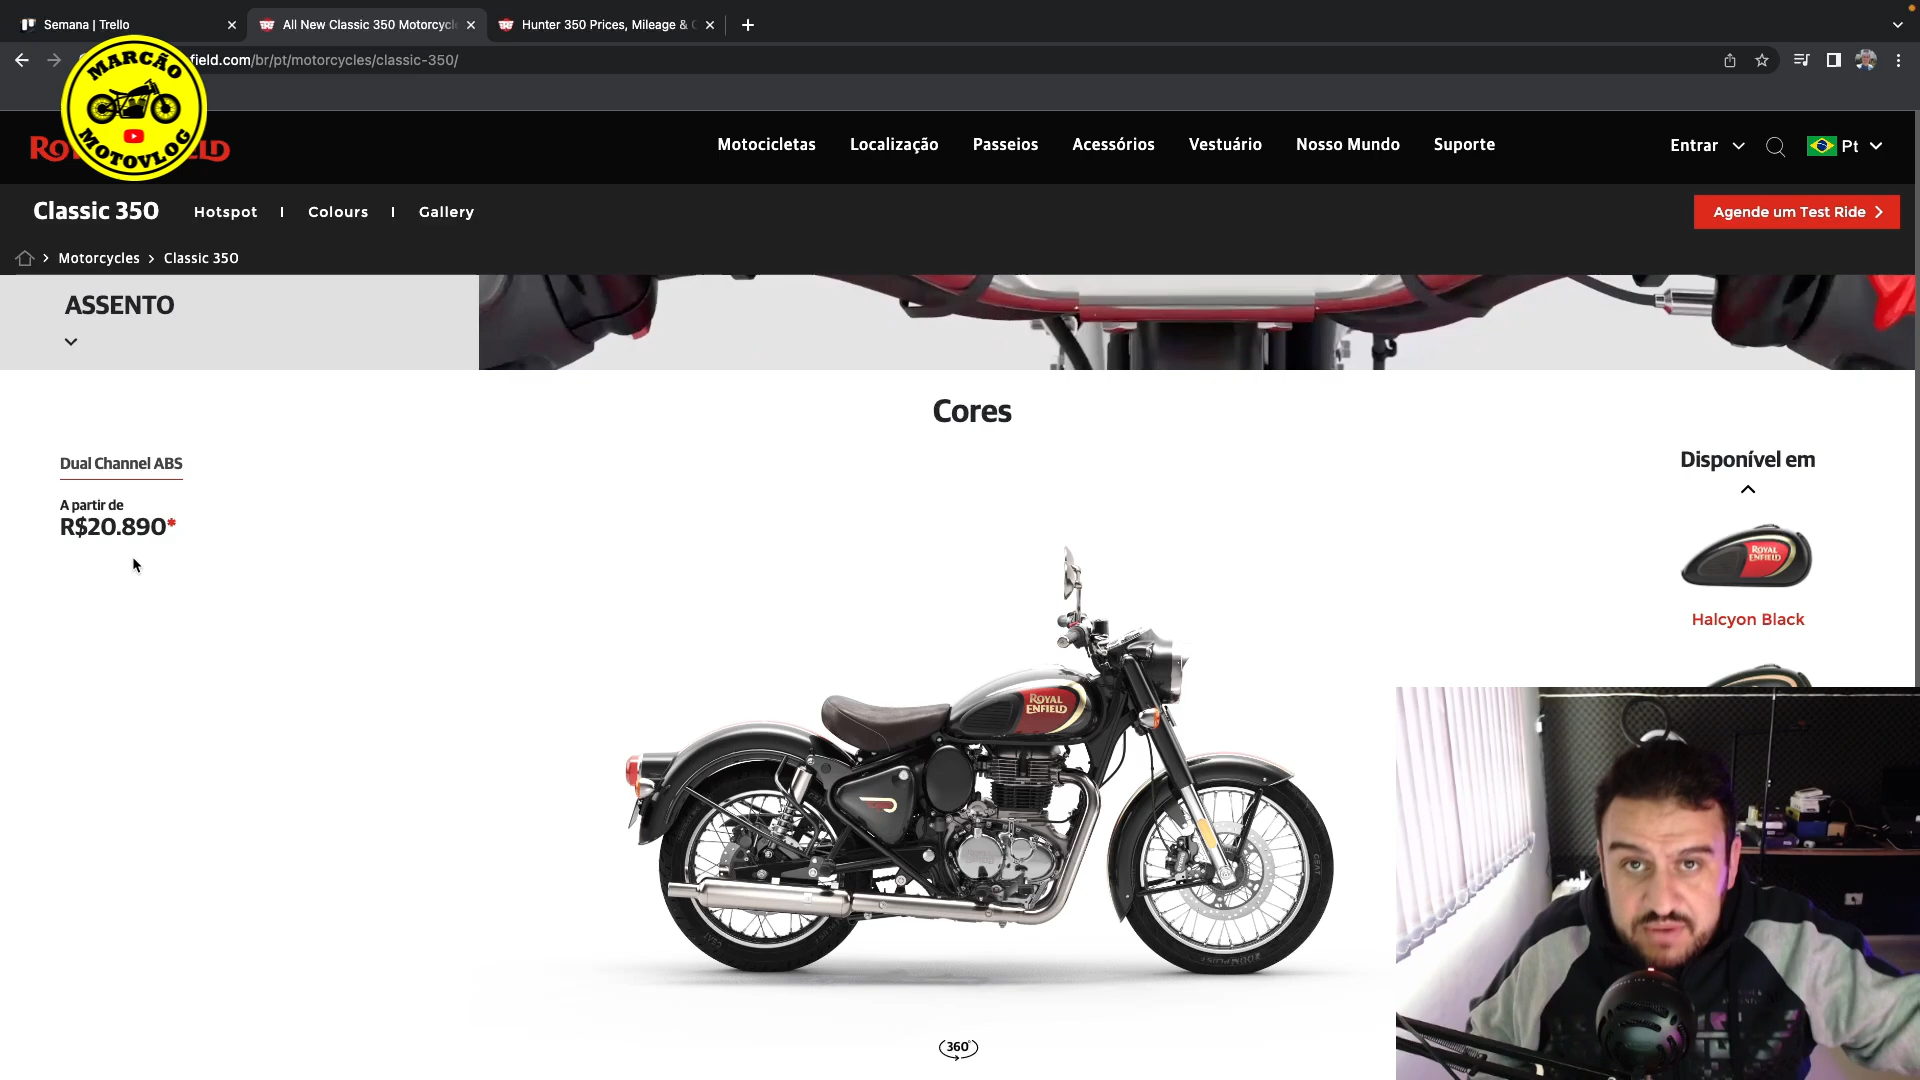 Semana | Trello
All New Classic 350 Motorcycle
Hunter 350 Prices, Mileage &
field.com/br/pt/motorcycles/classic-350/
MARCÃO
MOTOVLOG
Motocicletas
Localização
Passeios
Acessórios
Vestuário
Nosso Mundo
Suporte
Entrar
Pt
Classic 350
Hotspot
Colours
Gallery
Agende um Test Ride
Motorcycles > Classic 350
ASSENTO
Cores
Dual Channel ABS
A partir de
R$20.890*
Disponível em
ROYAL
ENFIELD
Halcyon Black
ROYAL
ENFIELD
360°